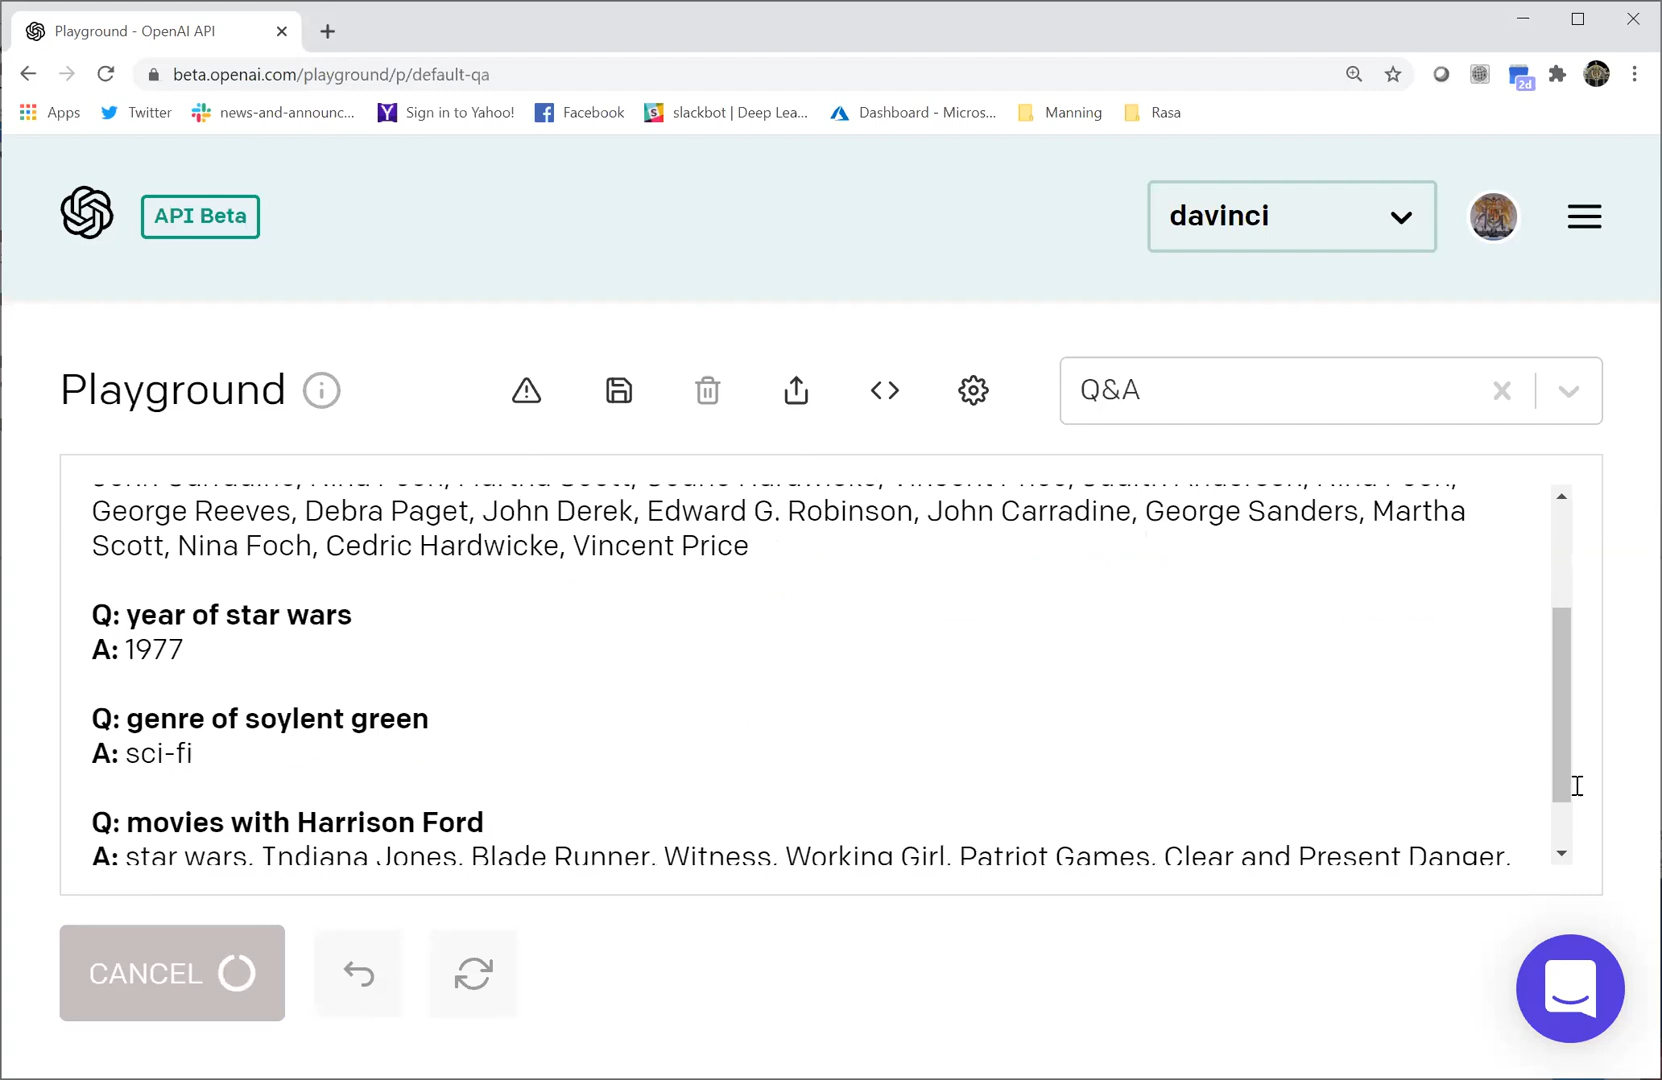 Playground - OpenAI API
beta.openai.com/playground/p/default-qa
Apps
Twitter
news-and-announc...
Sign in to Yahoo!
Facebook
slackbot | Deep Lea...
Dashboard - Micros...
Manning
Rasa
2d
API Beta
davinci
Playground
Q&A
George Reeves, Debra Paget, John Derek, Edward G. Robinson, John Carradine, George Sanders, Martha
Scott, Nina Foch, Cedric Hardwicke, Vincent Price
Q: year of star wars
A: 1977
Q: genre of soylent green
A: sci-fi
Q: movies with Harrison Ford
A: star wars, Indiana Jones, Blade Runner, Witness, Working Girl, Patriot Games, Clear and Present Danger,
CANCEL